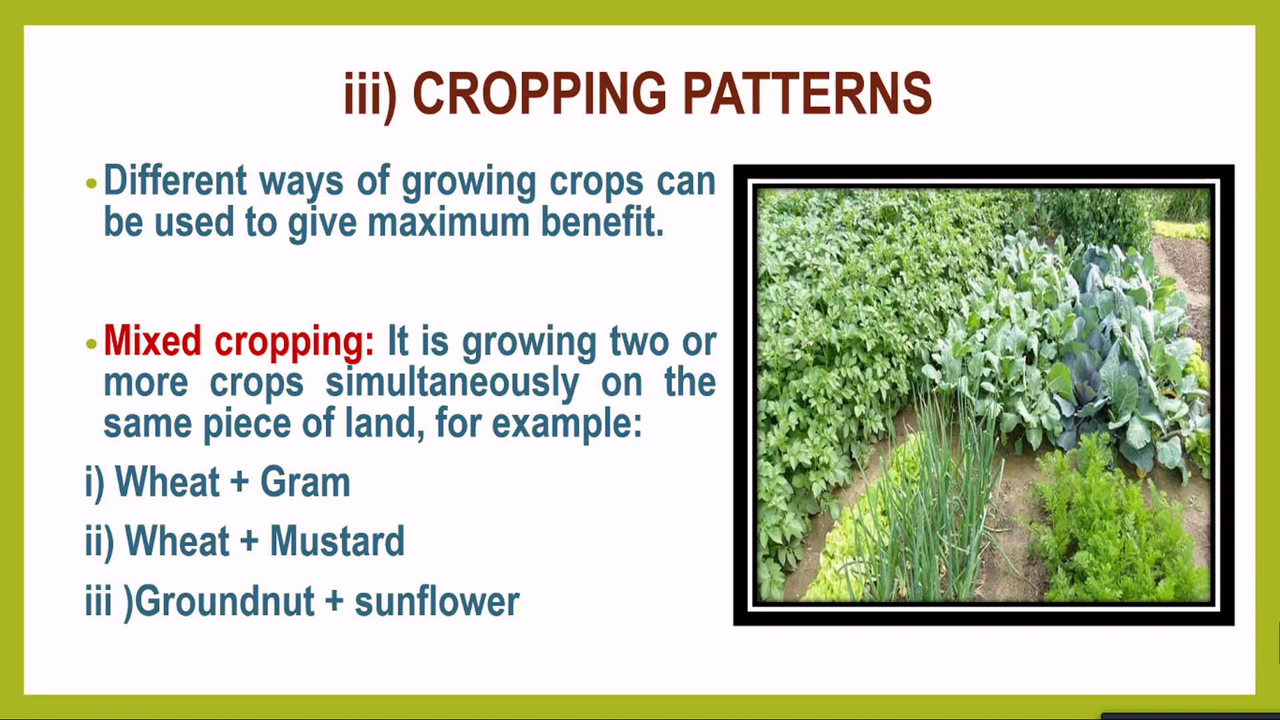 iii) CROPPING PATTERNS
•Different ways of growing crops can
be used to give maximum benefit.
•Mixed cropping: It is growing two or
more crops simultaneously on the
same piece of land, for example:
i) Wheat + Gram
ii) Wheat + Mustard
iii )Groundnut + sunflower